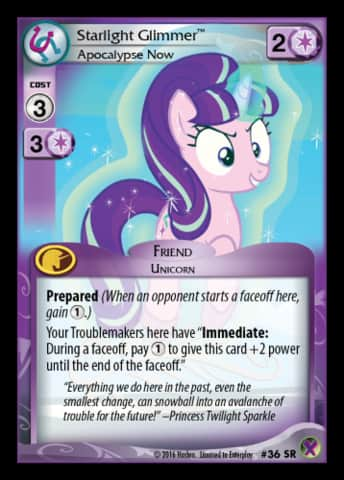 Starlight Glimmer™
Apocalypse Now
2
COST
3
3
FRIEND
UNICORN
Prepared (When an opponent starts a faceoff here,
gain 1.)
Your Troublemakers here have “Immediate:
During a faceoff, pay 1 to give this card +2 power
until the end of the faceoff.”
“Everything we do here in the past, even the
smallest change, can snowball into an avalanche of
trouble for the future!” –Princess Twilight Sparkle
© 2016 Hasbro. Licensed to Enterplay
#36 SR